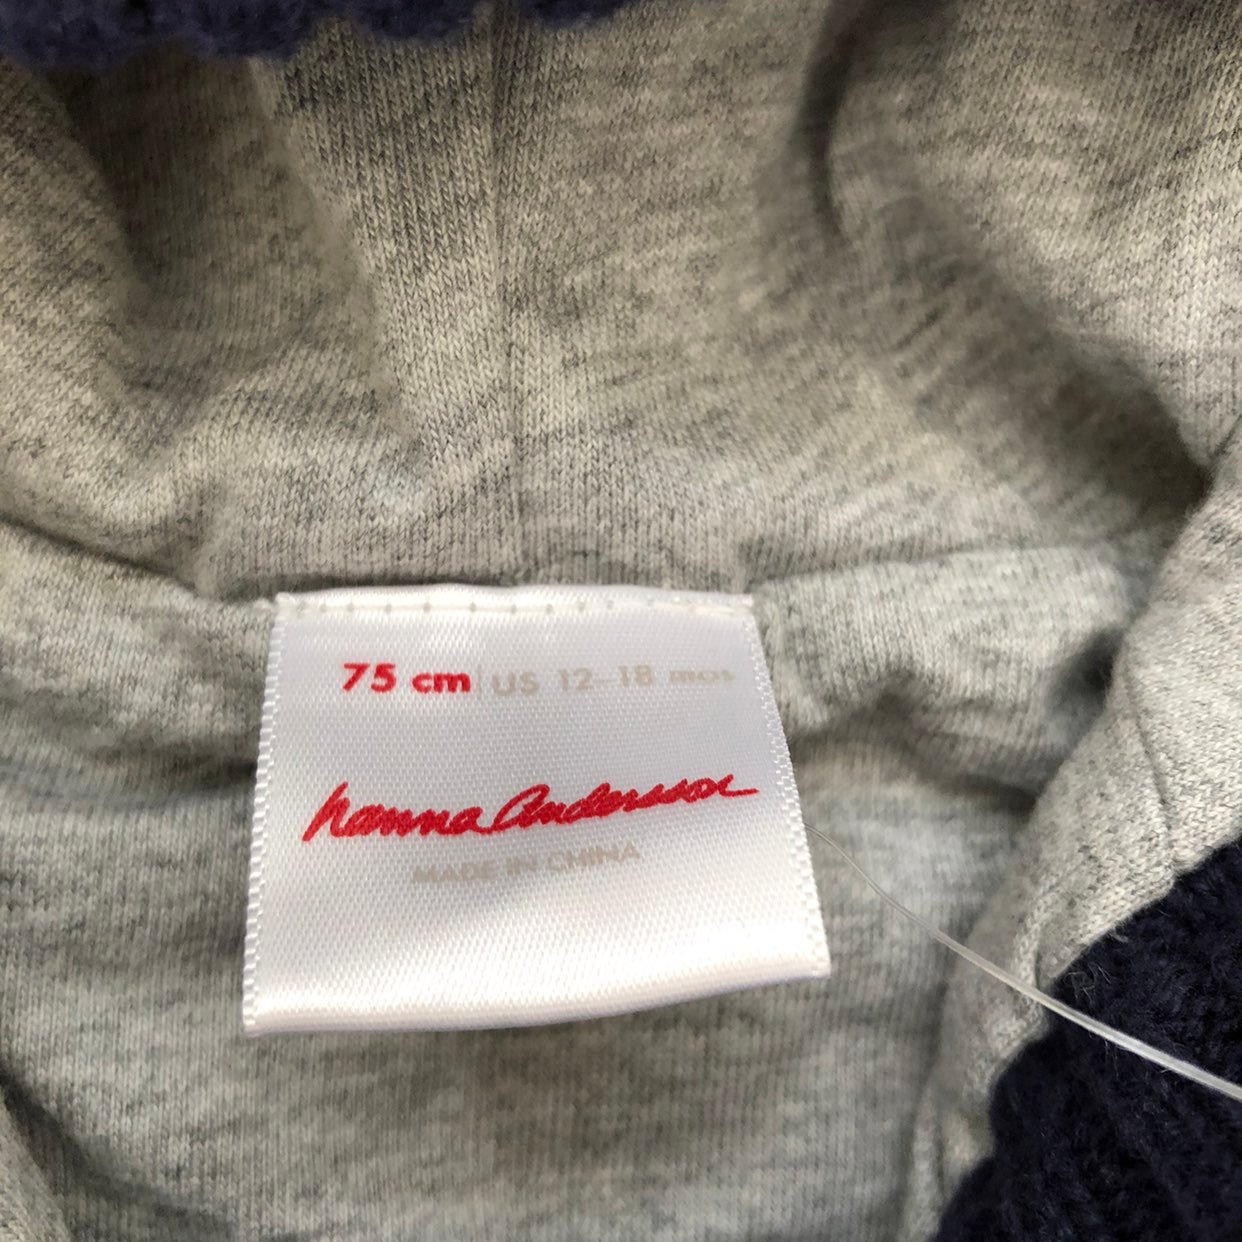 75 cm | US 12-18 mos
hanna andersson
MADE IN CHINA